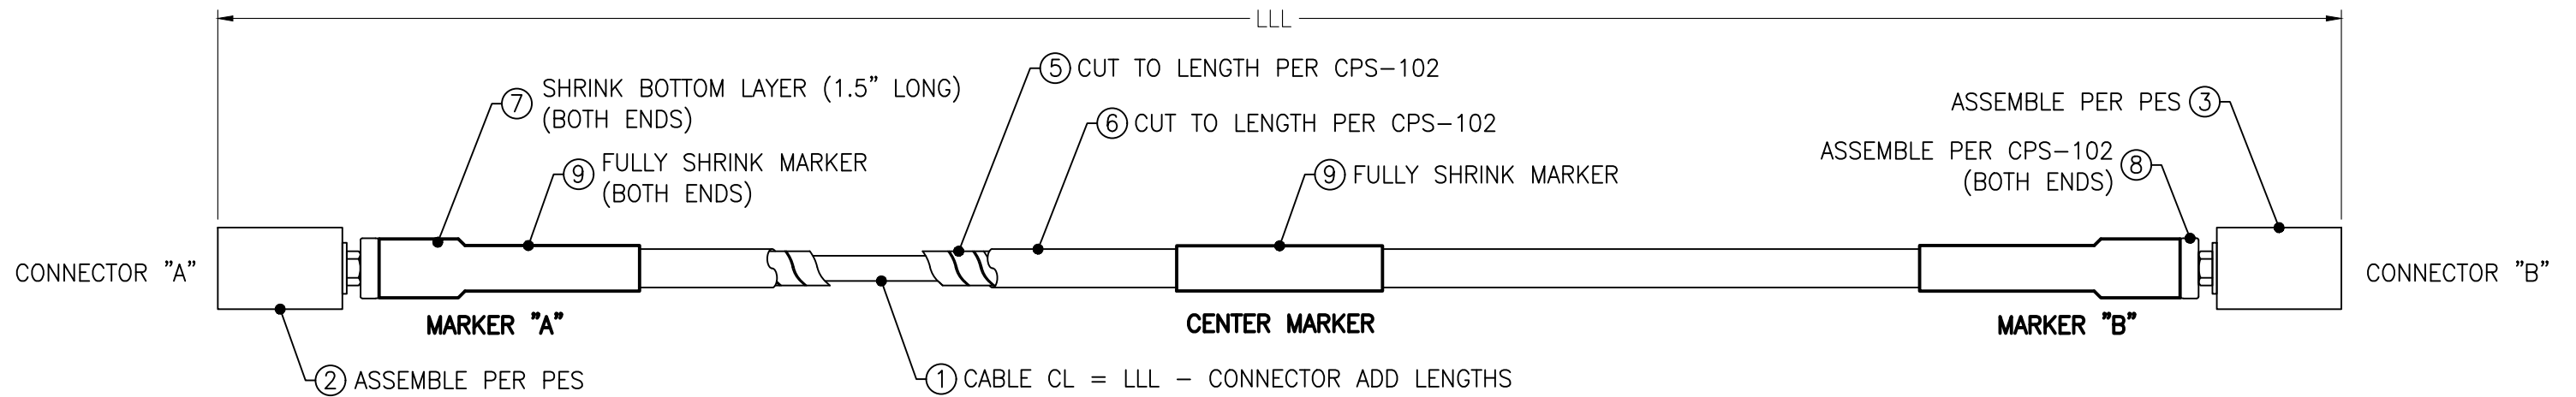 LLL
5 CUT TO LENGTH PER CPS-102
7 SHRINK BOTTOM LAYER (1.5" LONG)
(BOTH ENDS)
ASSEMBLE PER PES 3
6 CUT TO LENGTH PER CPS-102
9 FULLY SHRINK MARKER
(BOTH ENDS)
9 FULLY SHRINK MARKER
ASSEMBLE PER CPS-102 8
(BOTH ENDS)
CONNECTOR "A"
CONNECTOR "B"
MARKER "A"
CENTER MARKER
MARKER "B"
2 ASSEMBLE PER PES
1 CABLE CL = LLL - CONNECTOR ADD LENGTHS